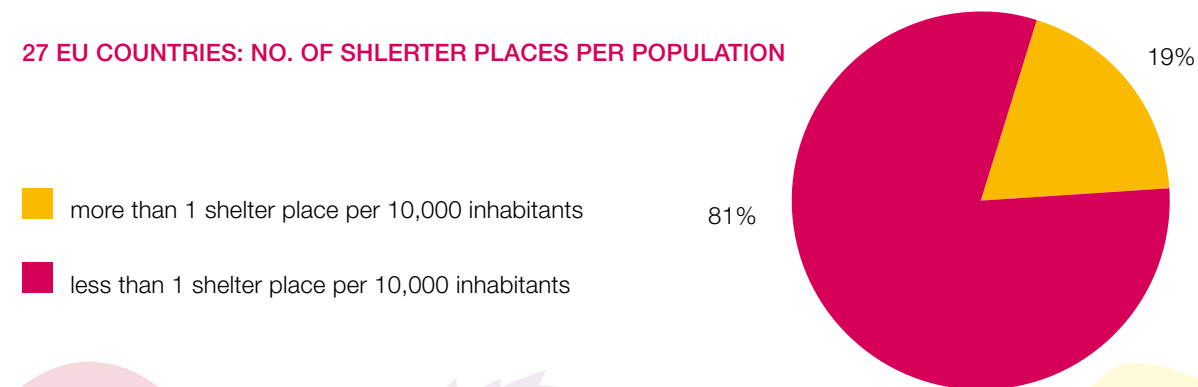 27 EU COUNTRIES: NO. OF SHLERTER PLACES PER POPULATION
19%
more than 1 shelter place per 10,000 inhabitants
81%
less than 1 shelter place per 10,000 inhabitants